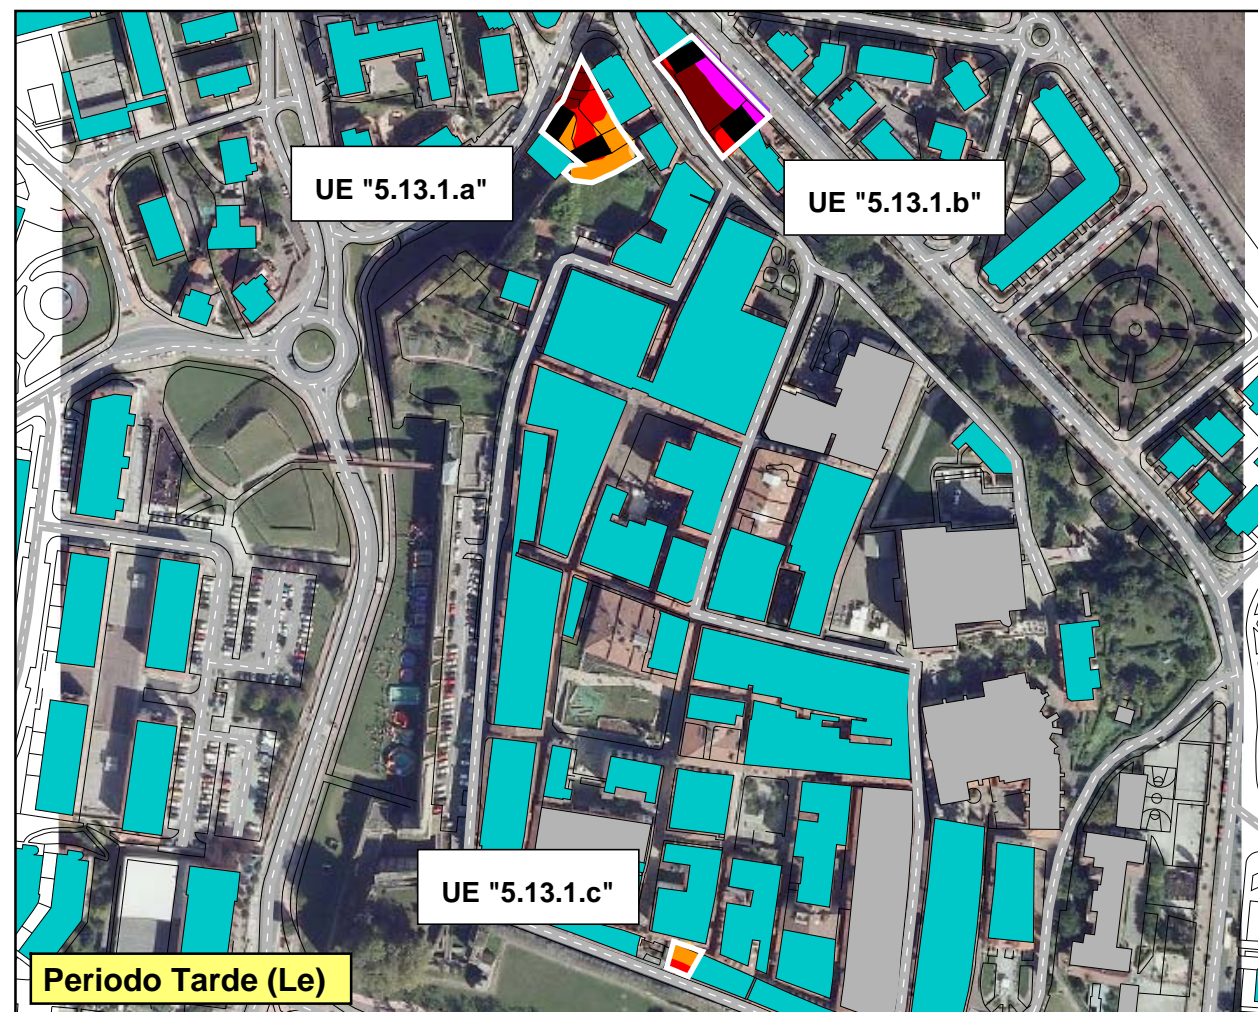 UE "5.13.1.a"
UE "5.13.1.b"
UE "5.13.1.c"
Periodo Tarde (Le)